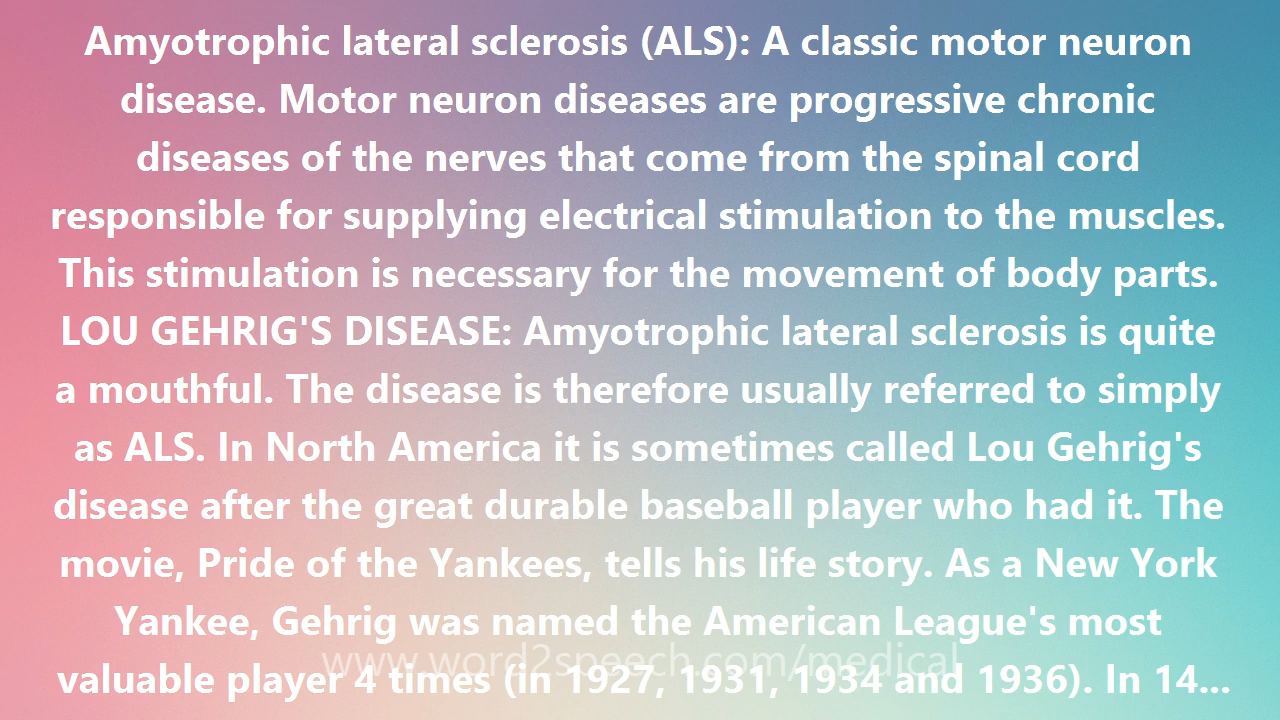 Amyotrophic lateral sclerosis (ALS): A classic motor neuron
disease. Motor neuron diseases are progressive chronic
diseases of the nerves that come from the spinal cord
responsible for supplying electrical stimulation to the muscles.
This stimulation is necessary for the movement of body parts.
LOU GEHRIG'S DISEASE: Amyotrophic lateral sclerosis is quite
a mouthful. The disease is therefore usually referred to simply
as ALS. In North America it is sometimes called Lou Gehrig's
disease after the great durable baseball player who had it. The
movie, Pride of the Yankees, tells his life story. As a New York
Yankee, Gehrig was named the American League's most
www.word2speech.com/medical
valuable player 4 times (in 1927, 1931, 1934 and 1936). In 14...